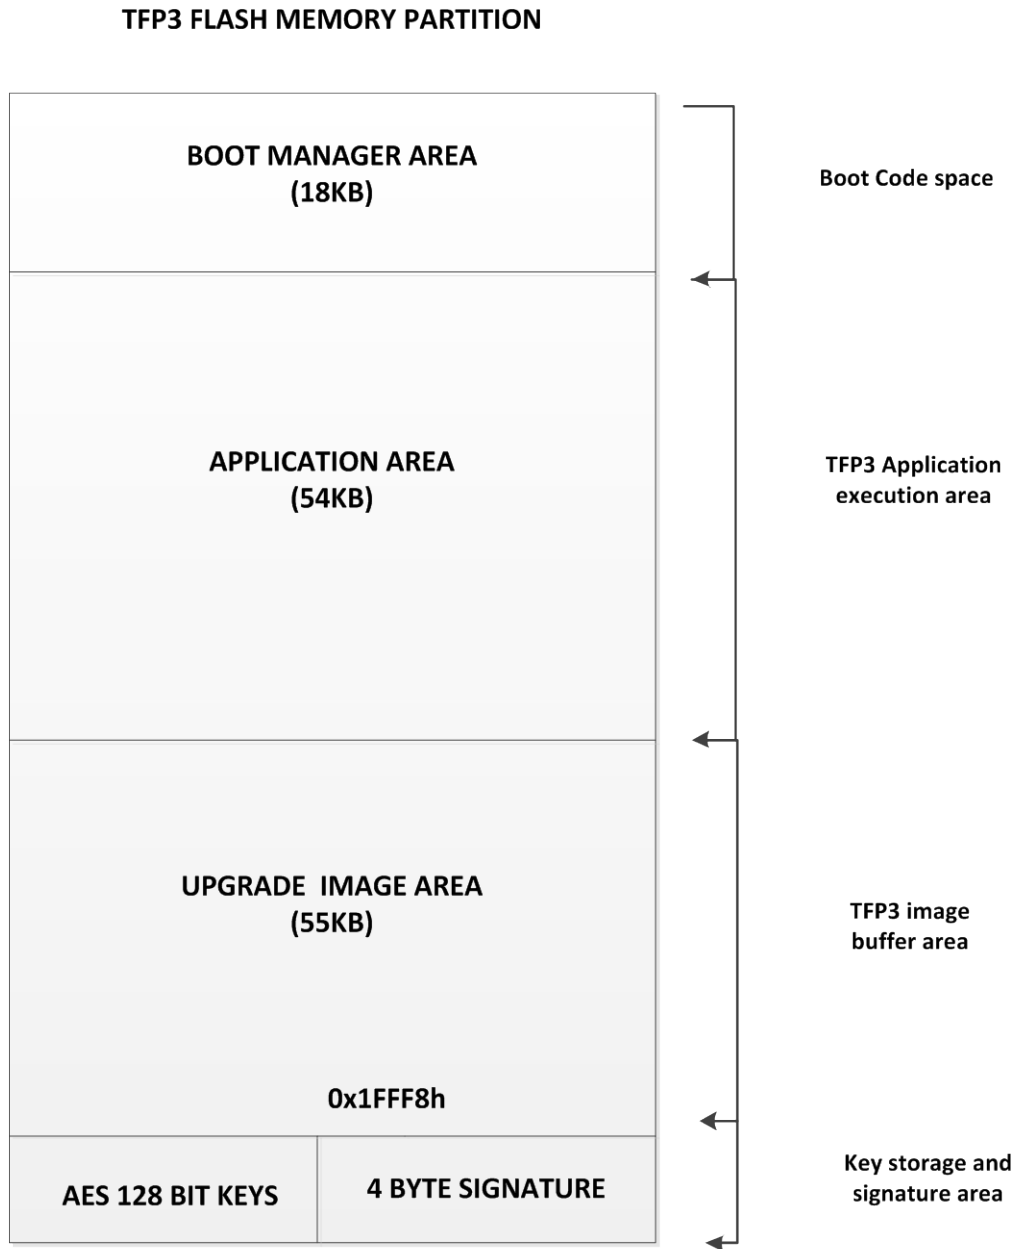 TFP3 FLASH MEMORY PARTITION
BOOT MANAGER AREA
(18KB)
Boot Code space
APPLICATION AREA
(54KB)
TFP3 Application
execution area
UPGRADE  IMAGE AREA
(55KB)
TFP3 image
buffer area
0x1FFF8h
AES 128 BIT KEYS
4 BYTE SIGNATURE
Key storage and
signature area